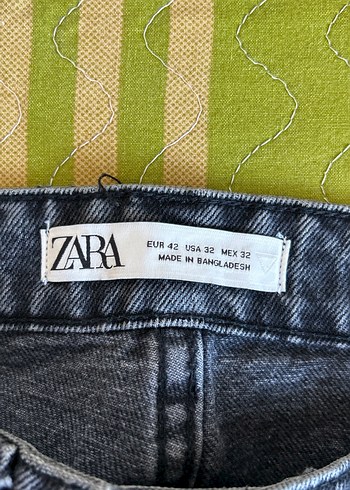 ZARA
EUR 42 USA 32 MEX 32
MADE IN BANGLADESH